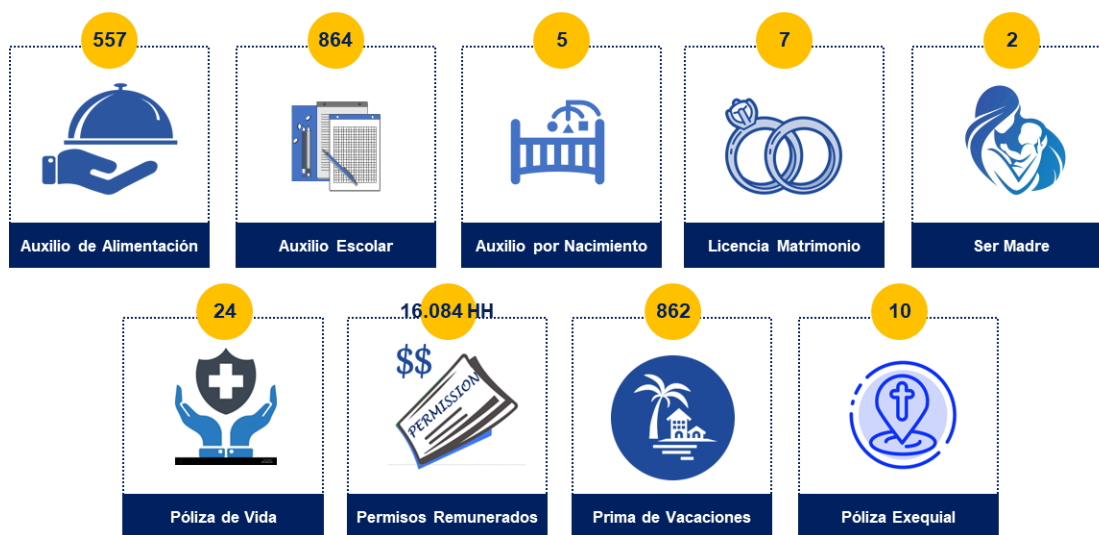 557
864
5
7
2
Auxilio de Alimentación
Auxilio Escolar
Auxilio por Nacimiento
Licencia Matrimonio
Ser Madre
24
16.084 HH
862
10
$$
PERMISSION
Póliza de Vida
Permisos Remunerados
Prima de Vacaciones
Póliza Exequial